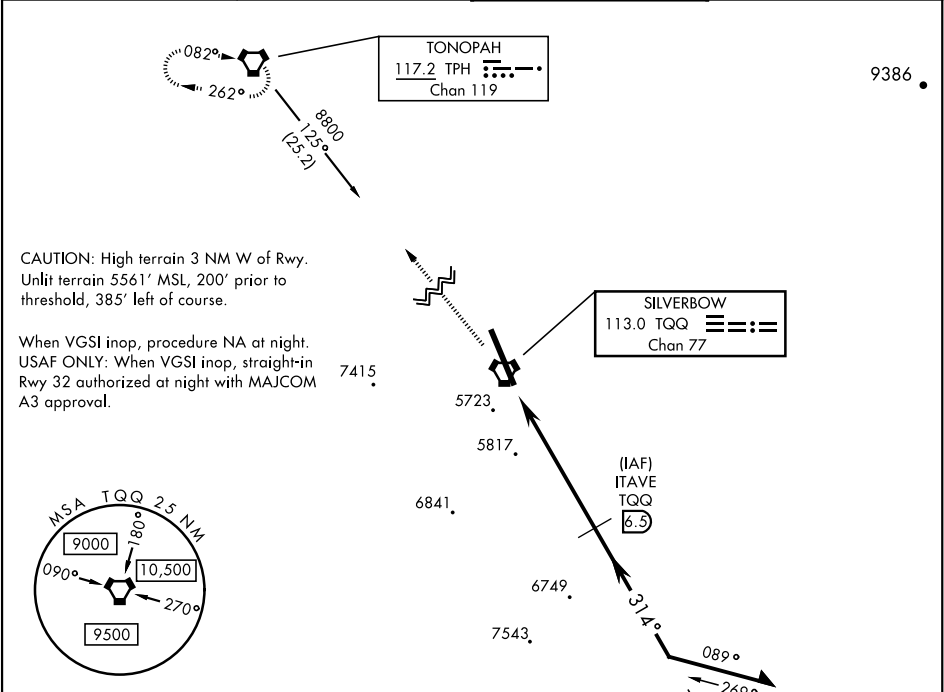 082°
262°
TONOPAH
117.2 TPH
Chan 119
9386
8800
125°
(25.2)
CAUTION: High terrain 3 NM W of Rwy.
Unlit terrain 5561' MSL, 200' prior to
threshold, 385' left of course.
When VGSI inop, procedure NA at night.
USAF ONLY: When VGSI inop, straight-in
Rwy 32 authorized at night with MAJCOM
A3 approval.
SILVERBOW
113.0 TQQ
Chan 77
7415
5723
5817
6841
(IAF)
ITAVE
TQQ
6.5
6749
7543
314°
089°
269°
MSA TQQ 25 NM
9000
180°
090°
10,500
270°
9500